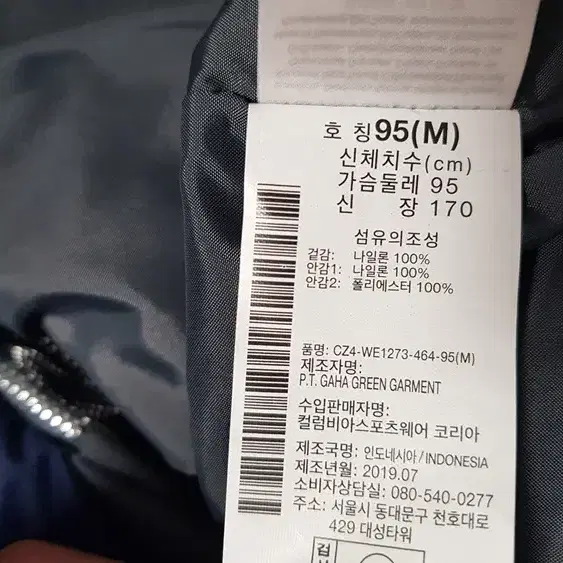 호 칭 95(M)
신체치수(cm)
가슴둘레 95
신 장 170
섬유의조성
겉감: 나일론 100%
안감1: 나일론 100%
안감2: 폴리에스터 100%
품명: CZ4-WE1273-464-95(M)
제조자명:
P.T. GAHA GREEN GARMENT
수입판매자명:
컬럼비아스포츠웨어 코리아
제조국명: 인도네시아/INDONESIA
제조년월: 2019.07
소비자상담실: 080-540-0277
주소: 서울시 동대문구 천호대로
429 대성타워
검